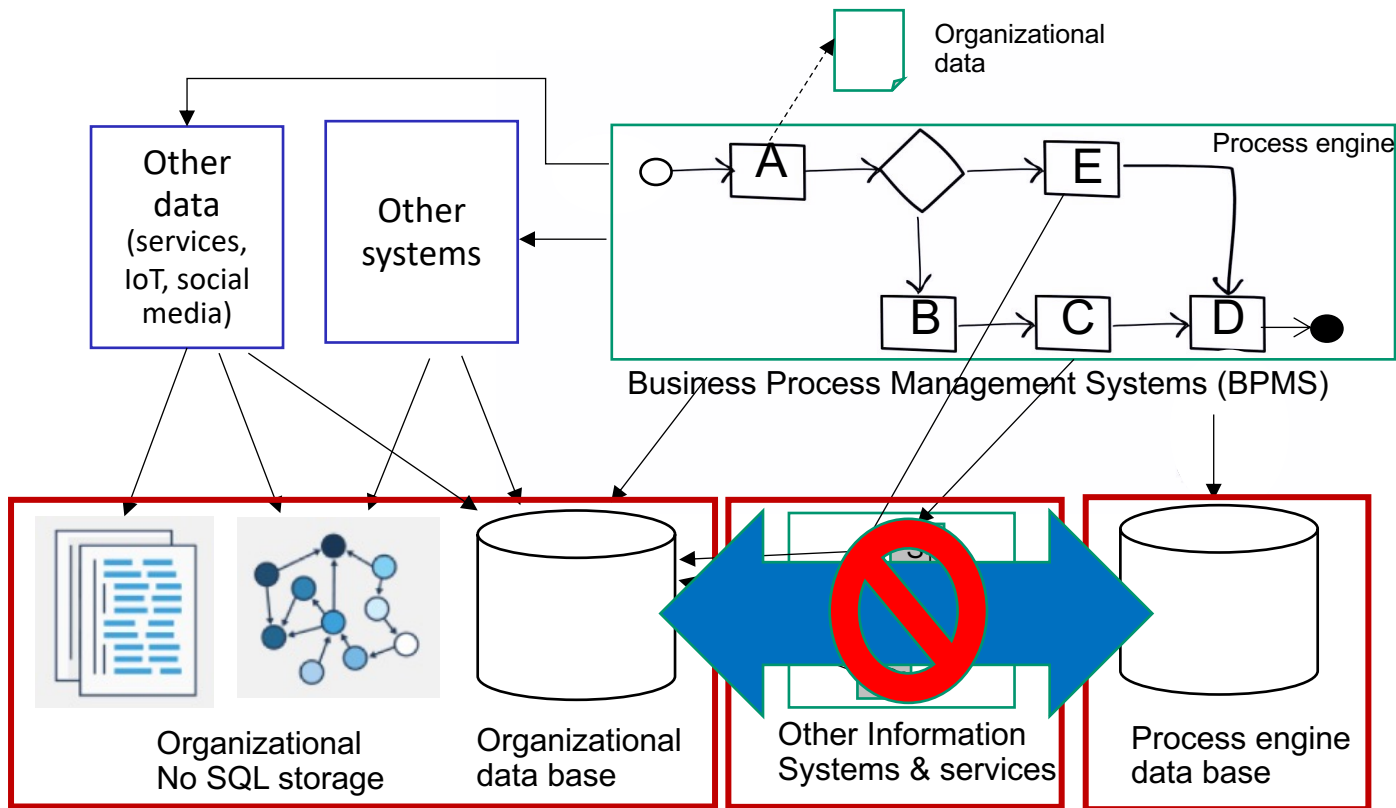 Organizational
data
Process engine
Other
data
(services,
IoT, social
media)
Other
systems
A
E
B
C
D
Business Process Management Systems (BPMS)
Organizational
No SQL storage
Organizational
data base
Other Information
Systems & services
Process engine
data base